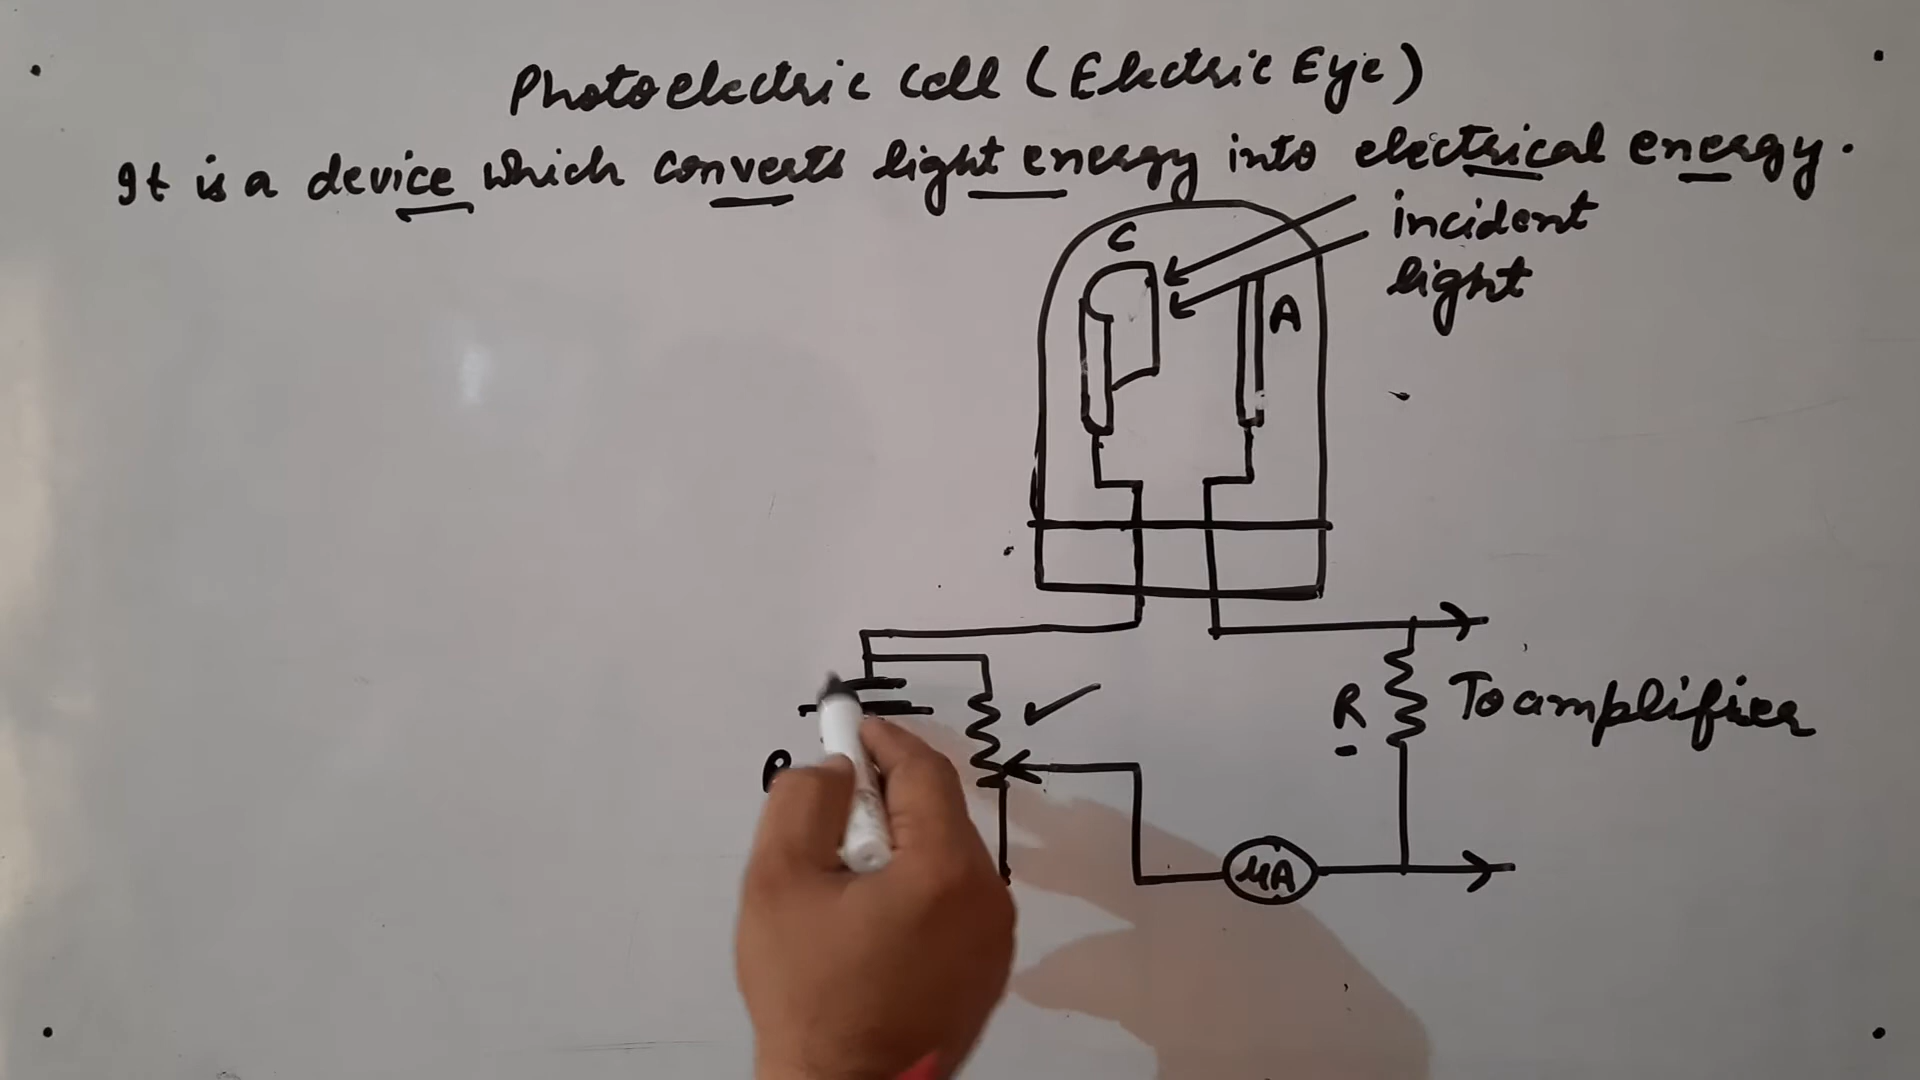 Photoelectric Cell (Electric Eye)
It is a device which converts light energy into electrical energy.
C
incident
light
A
R
To amplifier
μA